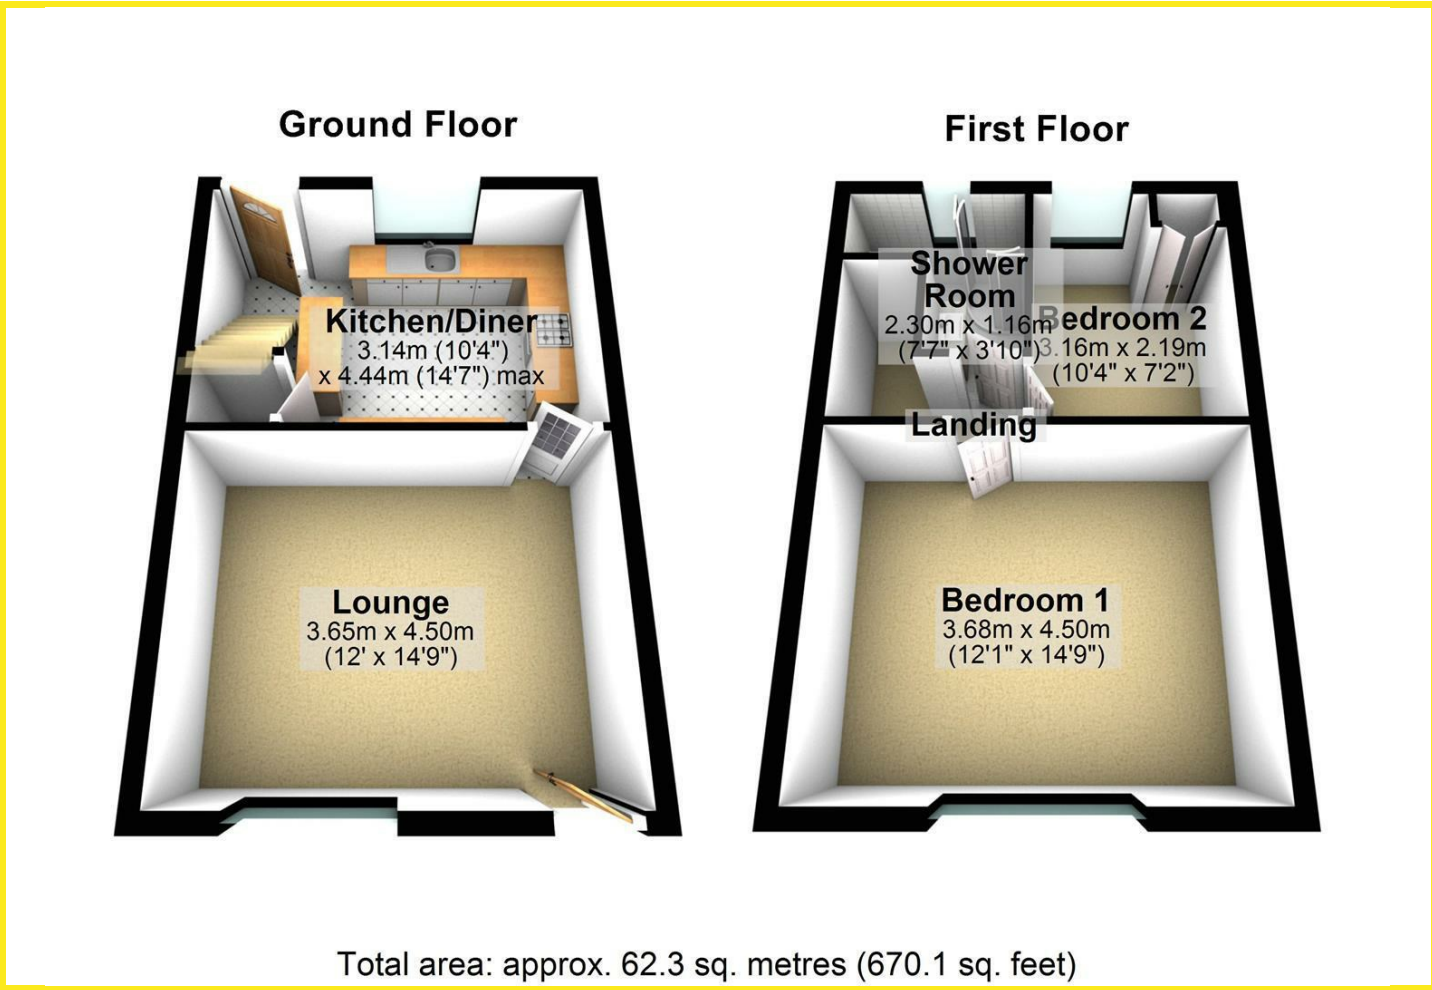 Ground Floor
Kitchen/Diner
3.14m (10'4")
x 4.44m (14'7") max
Lounge
3.65m x 4.50m
(12' x 14'9")
First Floor
Shower
Room
2.30m x 1.16m
(7'7" x 3'10")
Bedroom 2
3.16m x 2.19m
(10'4" x 7'2")
Landing
Bedroom 1
3.68m x 4.50m
(12'1" x 14'9")
Total area: approx. 62.3 sq. metres (670.1 sq. feet)